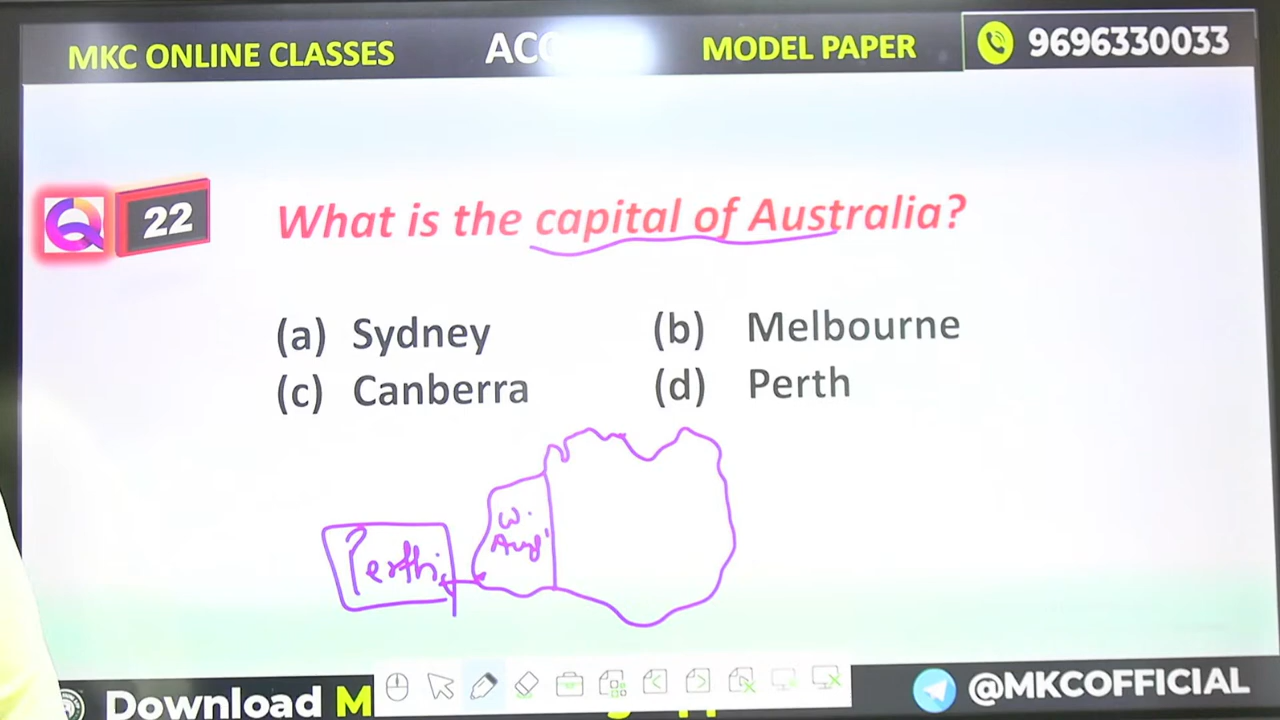 MKC ONLINE CLASSES ACC MODEL PAPER 9696330033
22 What is the capital of Australia?
(a) Sydney (b) Melbourne
(c) Canberra (d) Perth
W.
Perth
Download M
@MKCOFFICIAL